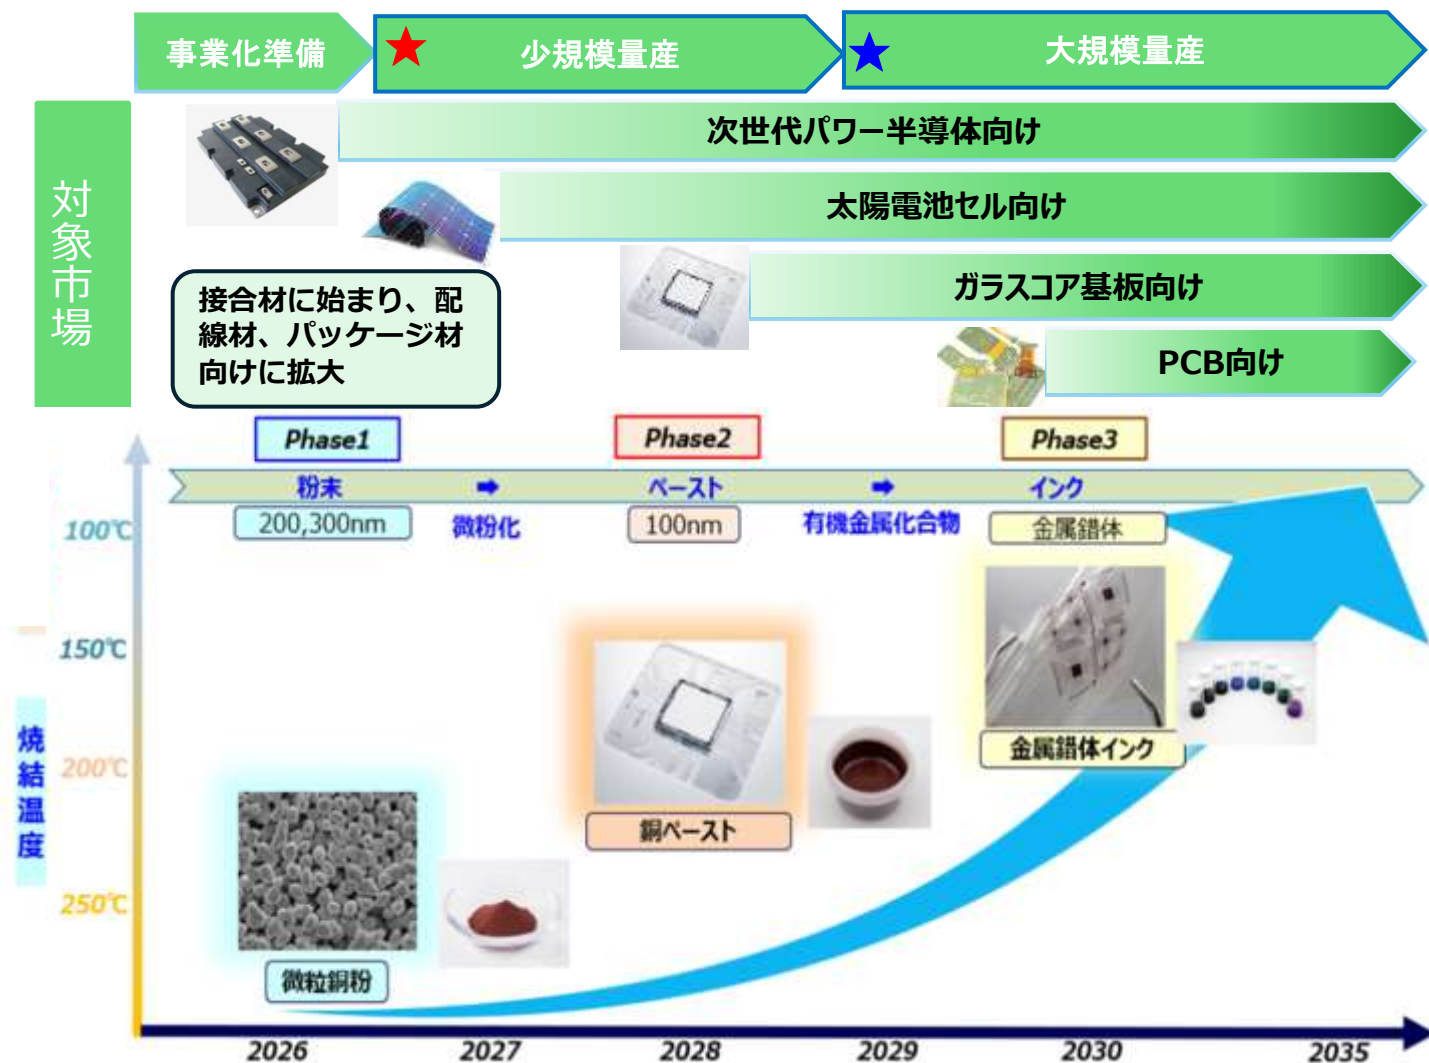 事業化準備
少規模量産
大規模量産
対象市場
次世代パワー半導体向け
太陽電池セル向け
ガラスコア基板向け
PCB向け
接合材に始まり、配
線材、パッケージ材
向けに拡大
Phase1
Phase2
Phase3
粉末
➡
ペースト
➡
インク
200,300nm
微粉化
100nm
有機金属化合物
金属錯体
100℃
150℃
200℃
250℃
焼結温度
金属錯体インク
銅ペースト
微粒銅粉
2026
2027
2028
2029
2030
2035